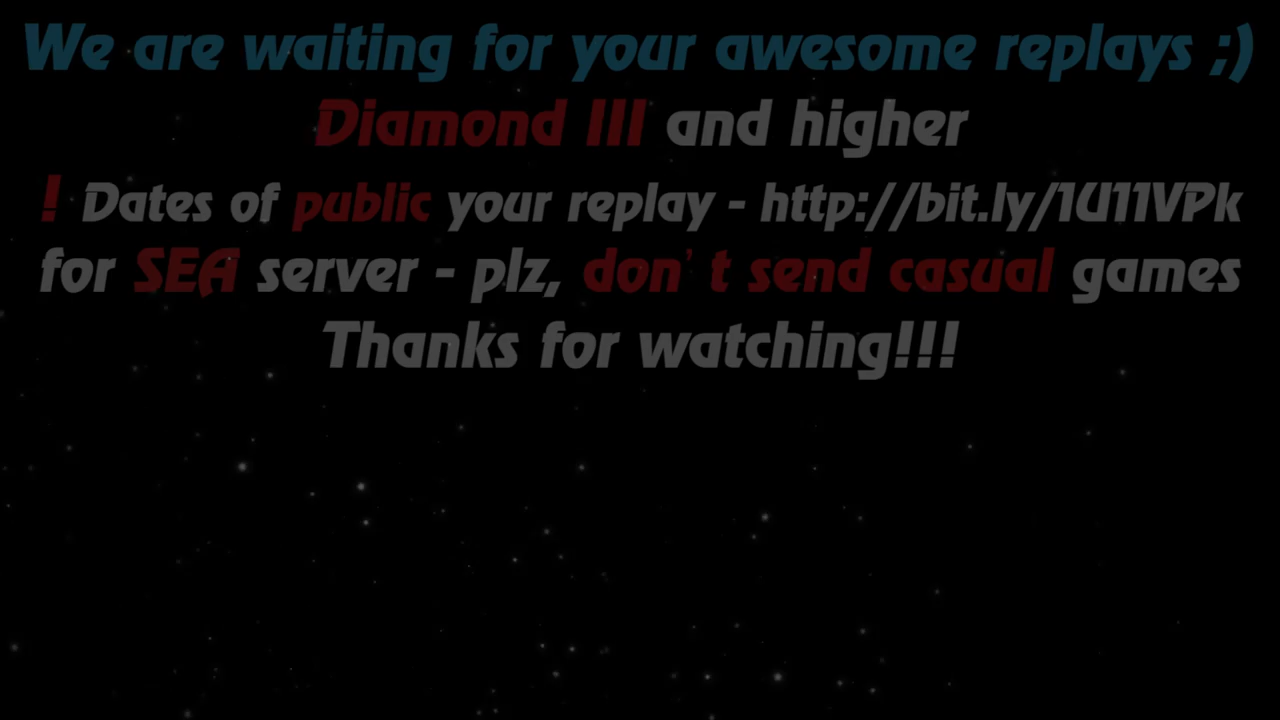 We are waiting for your awesome replays ;)
Diamond III and higher
! Dates of public your replay - http://bit.ly/1U11VPk
for SEA server - plz, don't send casual games
Thanks for watching!!!